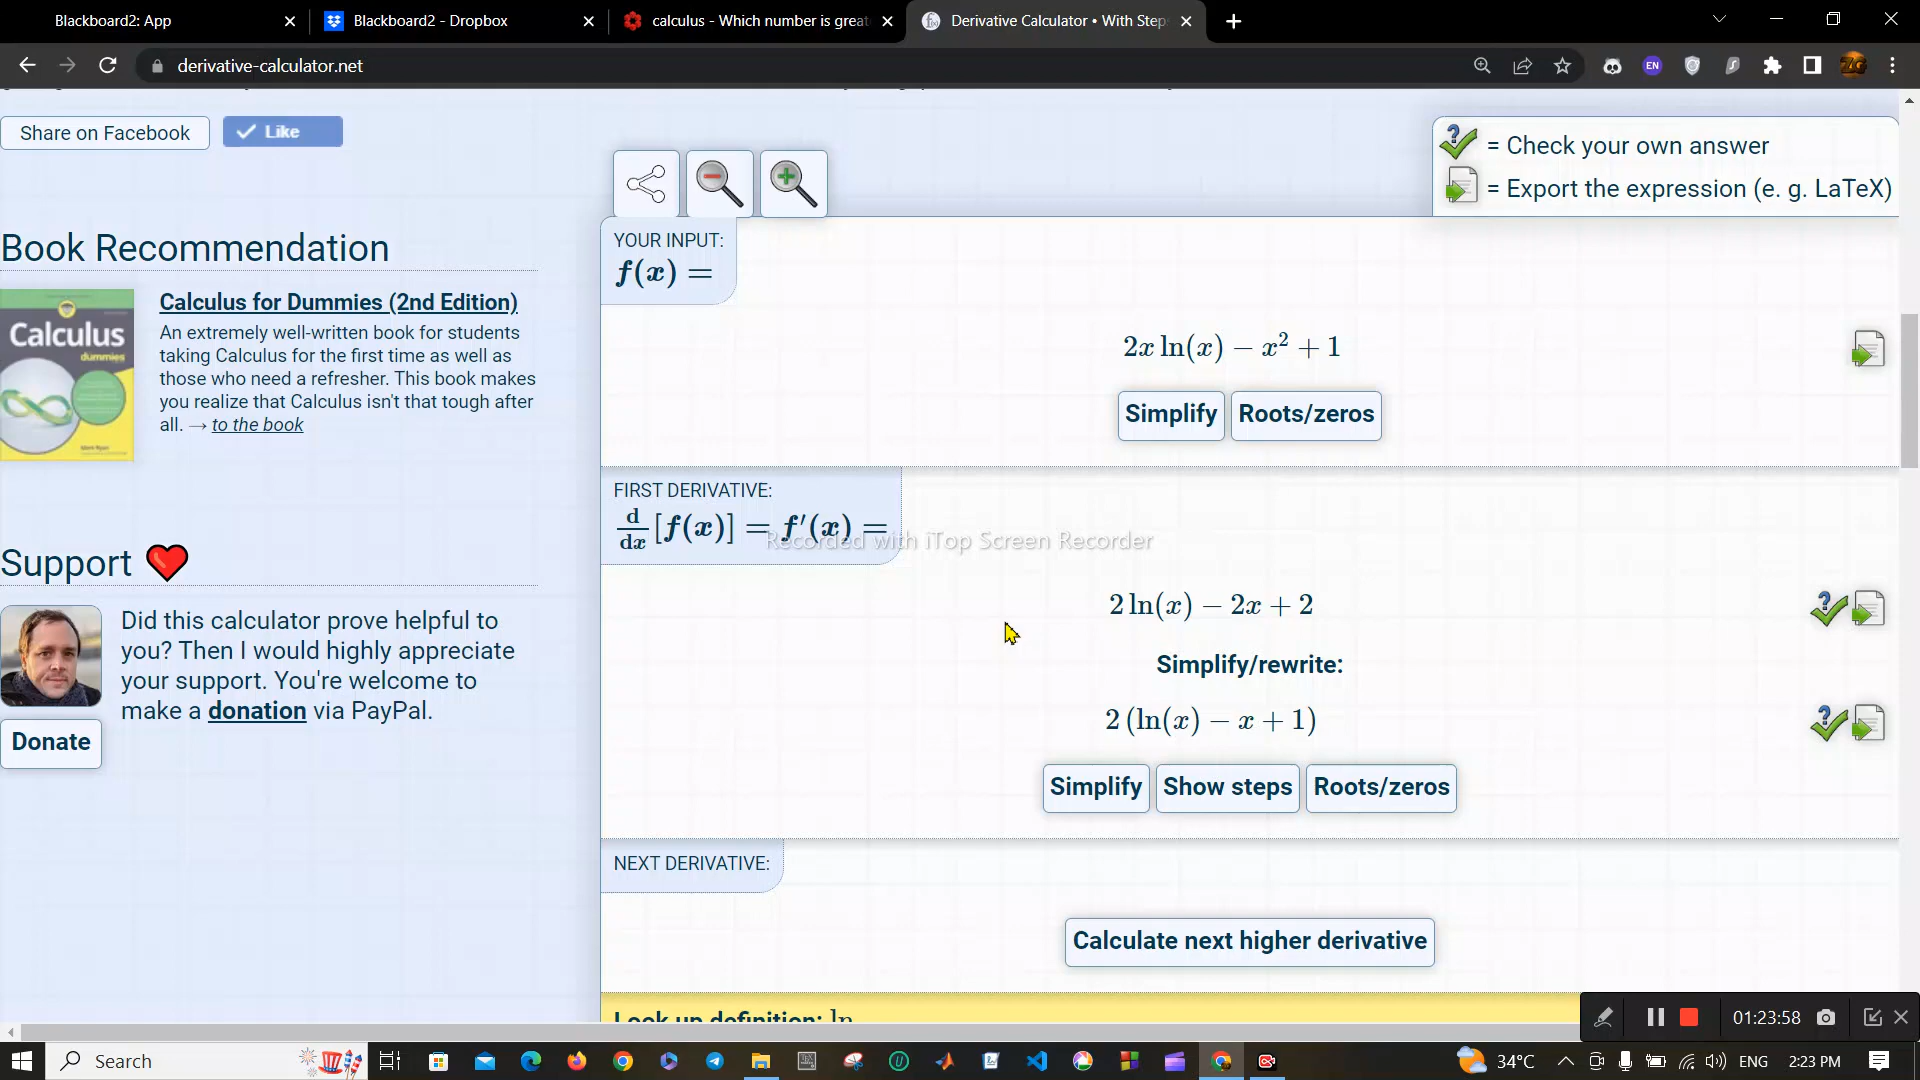 Blackboard2: App
Blackboard2 - Dropbox
calculus - Which number is great
Derivative Calculator • With Step
derivative-calculator.net
EN
ZG
Share on Facebook
Like
= Check your own answer
= Export the expression (e. g. LaTeX)
Book Recommendation
Calculus for Dummies (2nd Edition)
An extremely well-written book for students
taking Calculus for the first time as well as
those who need a refresher. This book makes
you realize that Calculus isn't that tough after
all. → to the book
Calculus
dummies
YOUR INPUT:
f(x) =
2x ln(x) − x² + 1
Simplify
Roots/zeros
FIRST DERIVATIVE:
d/dx [f(x)] = f′(x) =
Recorded with iTop Screen Recorder
2 ln(x) − 2x + 2
Simplify/rewrite:
2 (ln(x) − x + 1)
Simplify
Show steps
Roots/zeros
Support
Did this calculator prove helpful to
you? Then I would highly appreciate
your support. You're welcome to
make a donation via PayPal.
Donate
NEXT DERIVATIVE:
Calculate next higher derivative
Look up definition: ln
01:23:58
Search
34°C
ENG
2:23 PM